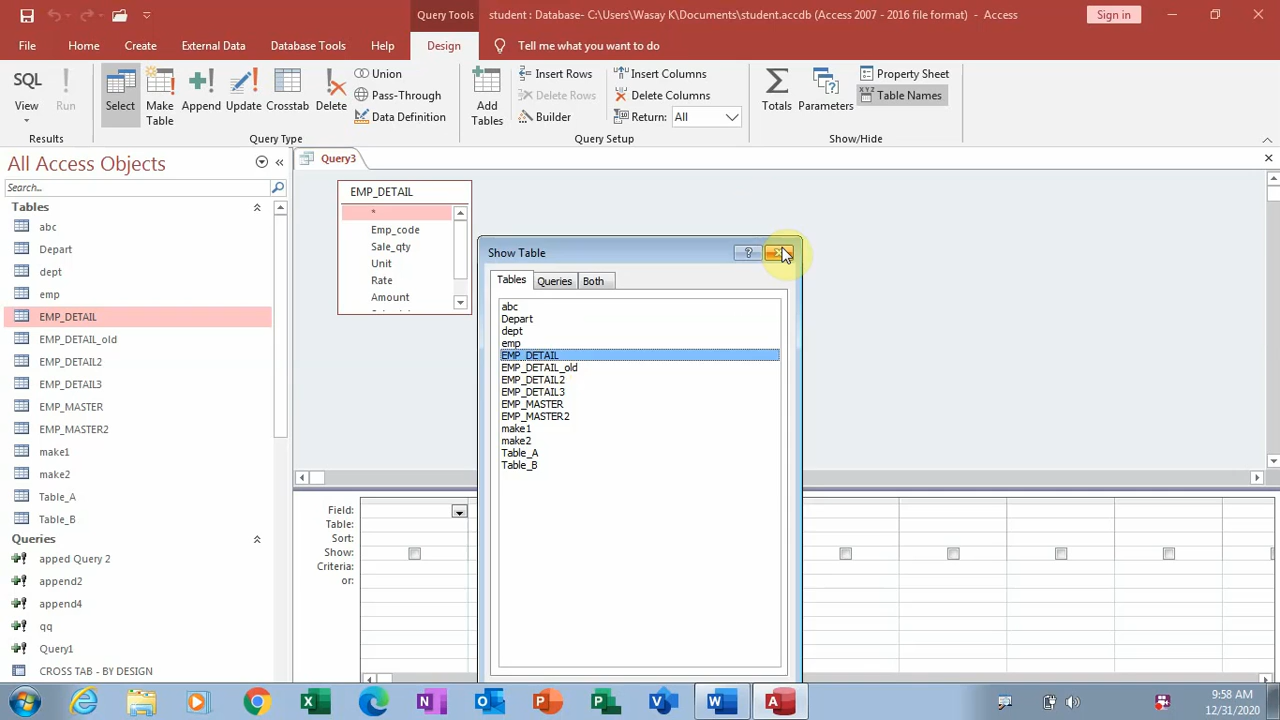 Query Tools
student : Database- C:\Users\Wasay K\Documents\student.accdb (Access 2007 - 2016 file format) - Access
Sign in
File Home Create External Data Database Tools Help Design Tell me what you want to do
SQL
View
Run
Results
Select
Make Table
Append
Update
Crosstab
Delete
Union
Pass-Through
Data Definition
Query Type
Add Tables
Insert Rows
Delete Rows
Builder
Insert Columns
Delete Columns
Return: All
Query Setup
Totals
Parameters
Property Sheet
XYZ Table Names
Show/Hide
All Access Objects
Search...
Tables
abc
Depart
dept
emp
EMP_DETAIL
EMP_DETAIL_old
EMP_DETAIL2
EMP_DETAIL3
EMP_MASTER
EMP_MASTER2
make1
make2
Table_A
Table_B
Queries
apped Query 2
append2
append4
qq
Query1
CROSS TAB - BY DESIGN
Query3
EMP_DETAIL
*
Emp_code
Sale_qty
Unit
Rate
Amount
Show Table
?
Tables Queries Both
abc
Depart
dept
emp
EMP_DETAIL
EMP_DETAIL_old
EMP_DETAIL2
EMP_DETAIL3
EMP_MASTER
EMP_MASTER2
make1
make2
Table_A
Table_B
Field:
Table:
Sort:
Show:
Criteria:
or:
9:58 AM
12/31/2020